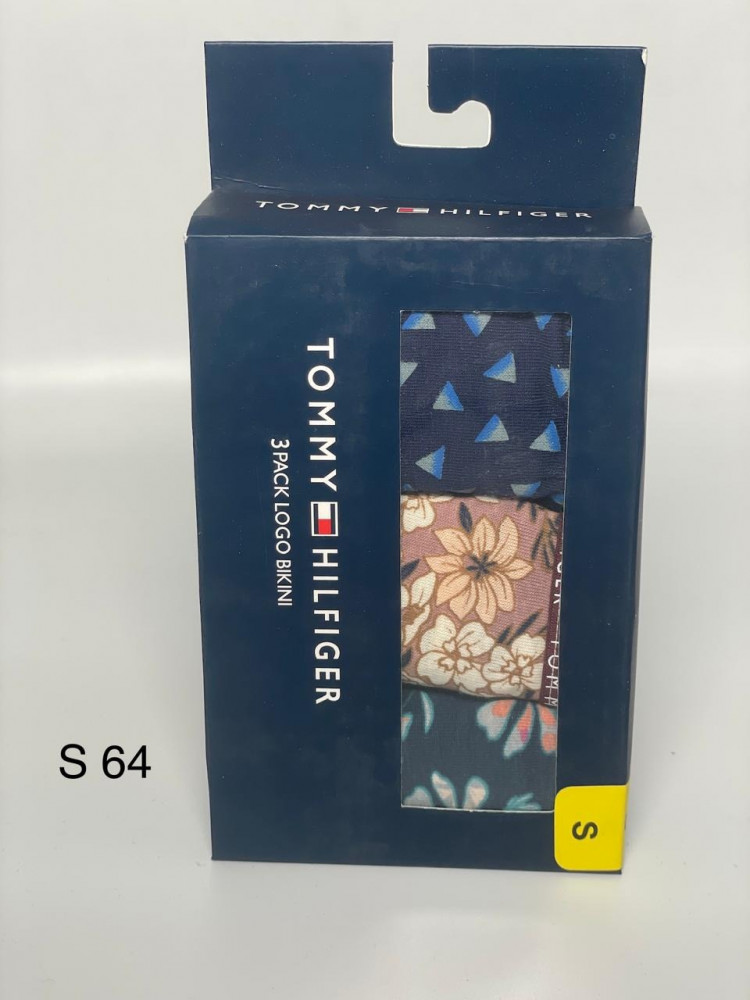 TOMMY HILFIGER
TOMMY HILFIGER
3 PACK LOGO BIKINI
S 64
S